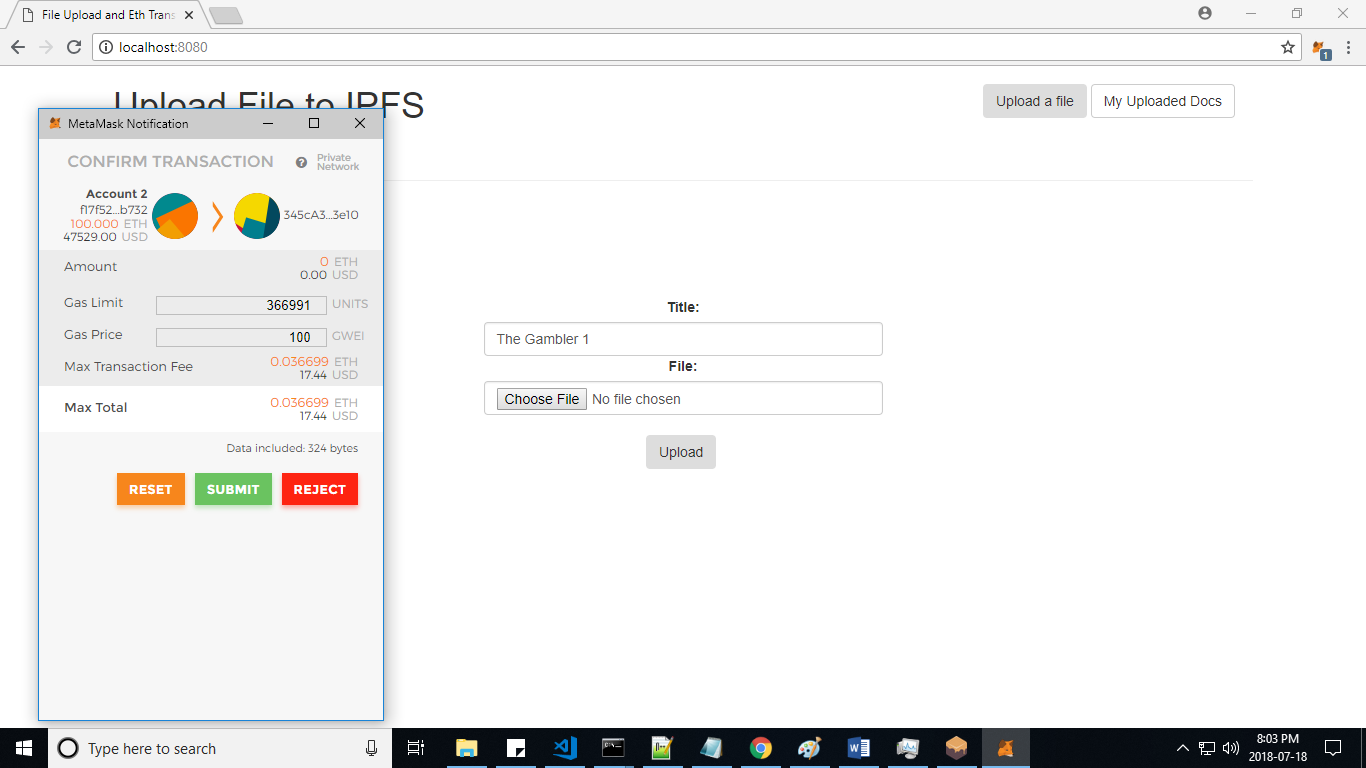 File Upload and Eth Trans
localhost:8080
1
Upload File to IPFS
Upload a file
My Uploaded Docs
MetaMask Notification
CONFIRM TRANSACTION
?
Private
Network
Account 2
f17f52...b732
100.000 ETH
47529.00 USD
345cA3...3e10
Amount
0 ETH
0.00 USD
Gas Limit
366991 UNITS
Gas Price
100 GWEI
Max Transaction Fee
0.036699 ETH
17.44 USD
Max Total
0.036699 ETH
17.44 USD
Data included: 324 bytes
RESET
SUBMIT
REJECT
Title:
The Gambler 1
File:
Choose File No file chosen
Upload
Type here to search
8:03 PM
2018-07-18